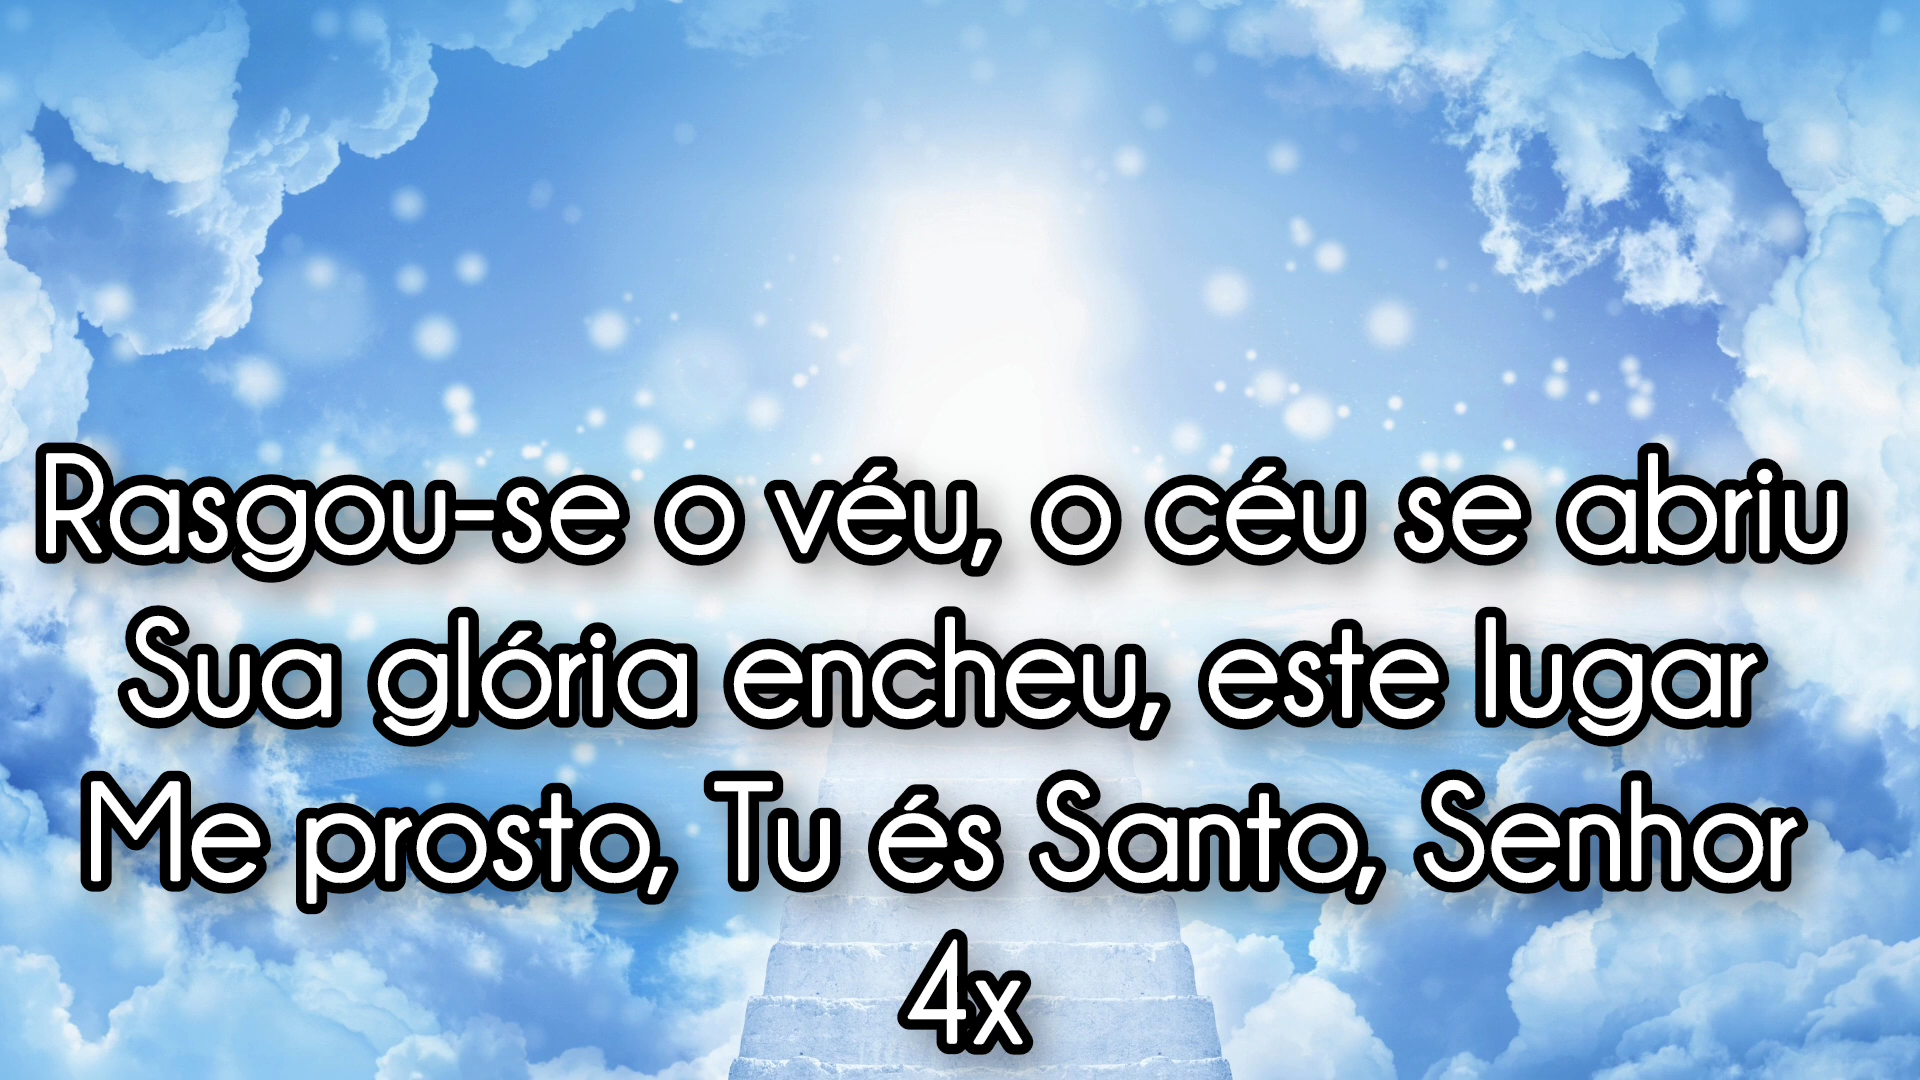 Rasgou-se o véu, o céu se abriu
Sua glória encheu, este lugar
Me prosto, Tu és Santo, Senhor
4x